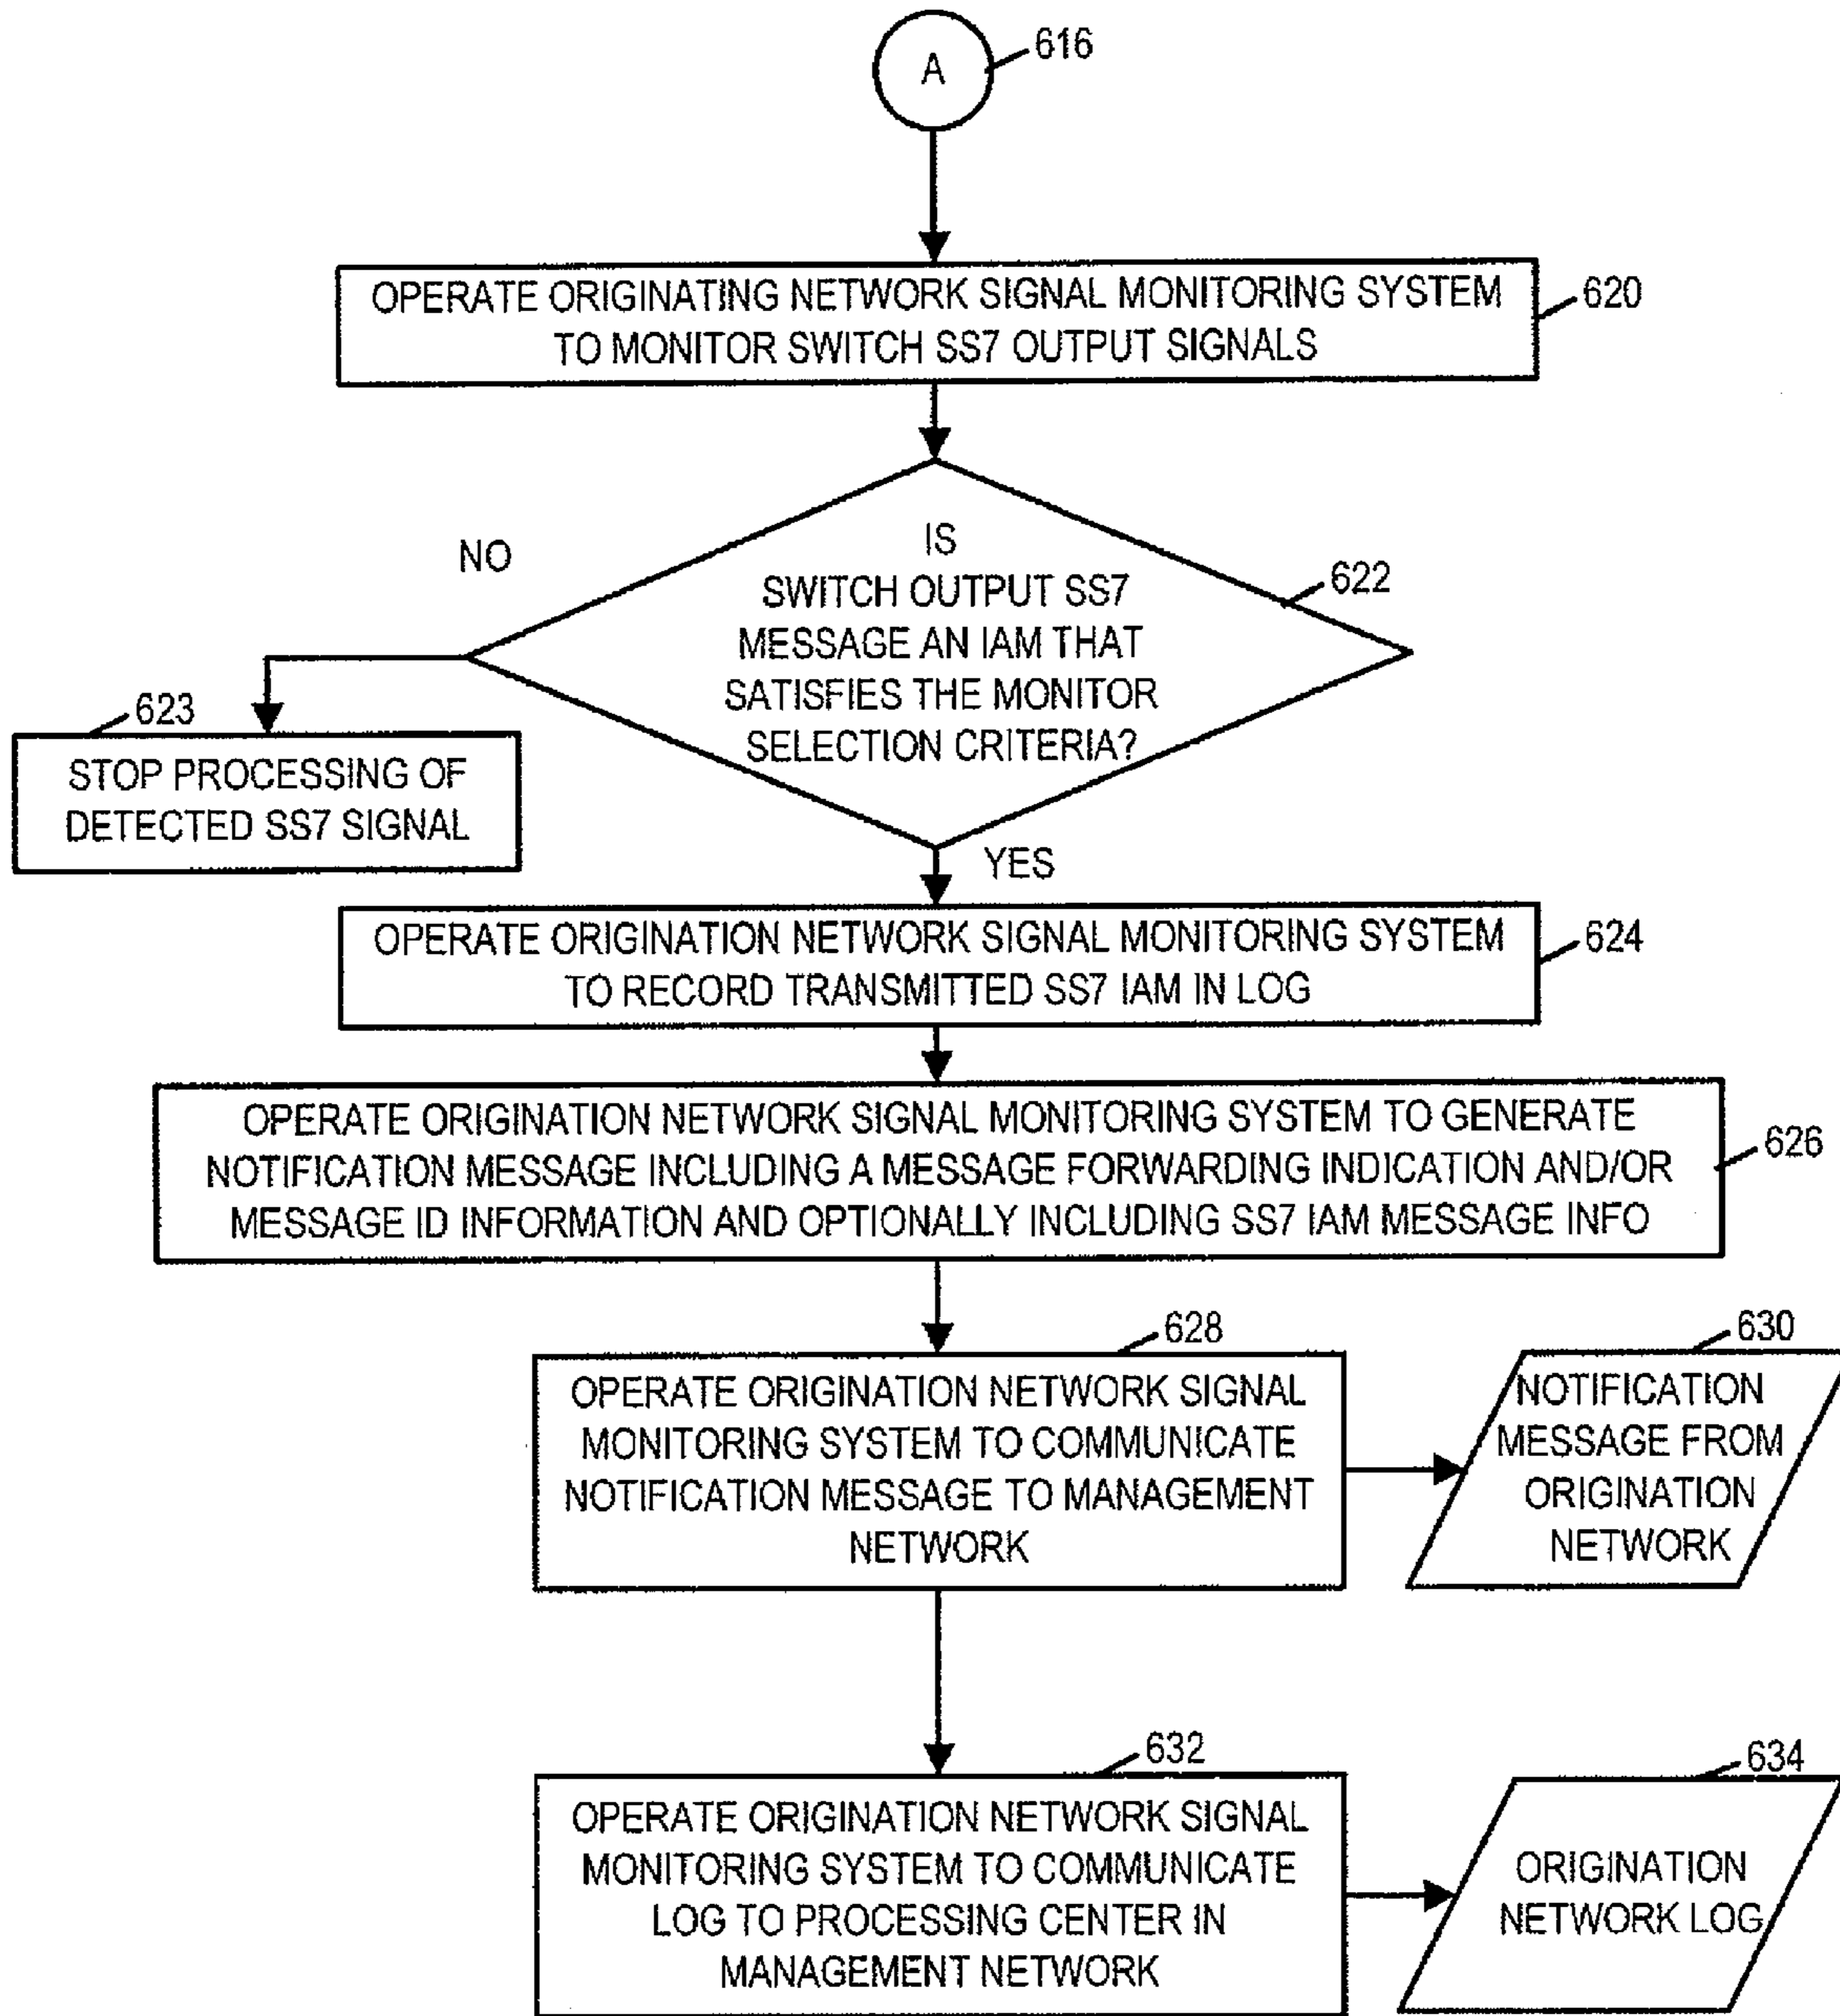 A
616
OPERATE ORIGINATING NETWORK SIGNAL MONITORING SYSTEM
TO MONITOR SWITCH SS7 OUTPUT SIGNALS
620
NO
IS
SWITCH OUTPUT SS7
MESSAGE AN IAM THAT
SATISFIES THE MONITOR
SELECTION CRITERIA?
622
623
STOP PROCESSING OF
DETECTED SS7 SIGNAL
YES
OPERATE ORIGINATION NETWORK SIGNAL MONITORING SYSTEM
TO RECORD TRANSMITTED SS7 IAM IN LOG
624
OPERATE ORIGINATION NETWORK SIGNAL MONITORING SYSTEM TO GENERATE
NOTIFICATION MESSAGE INCLUDING A MESSAGE FORWARDING INDICATION AND/OR
MESSAGE ID INFORMATION AND OPTIONALLY INCLUDING SS7 IAM MESSAGE INFO
626
628
OPERATE ORIGINATION NETWORK SIGNAL
MONITORING SYSTEM TO COMMUNICATE
NOTIFICATION MESSAGE TO MANAGEMENT
NETWORK
630
NOTIFICATION
MESSAGE FROM
ORIGINATION
NETWORK
632
OPERATE ORIGINATION NETWORK SIGNAL
MONITORING SYSTEM TO COMMUNICATE
LOG TO PROCESSING CENTER IN
MANAGEMENT NETWORK
634
ORIGINATION
NETWORK LOG